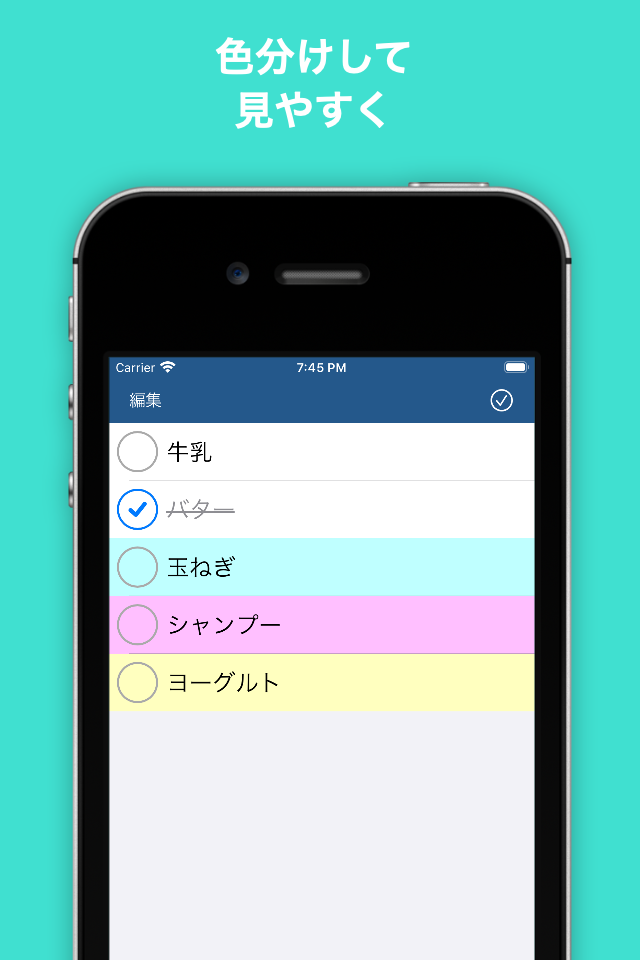 色分けして
見やすく
Carrier
7:45 PM
編集
牛乳
バター
玉ねぎ
シャンプー
ヨーグルト